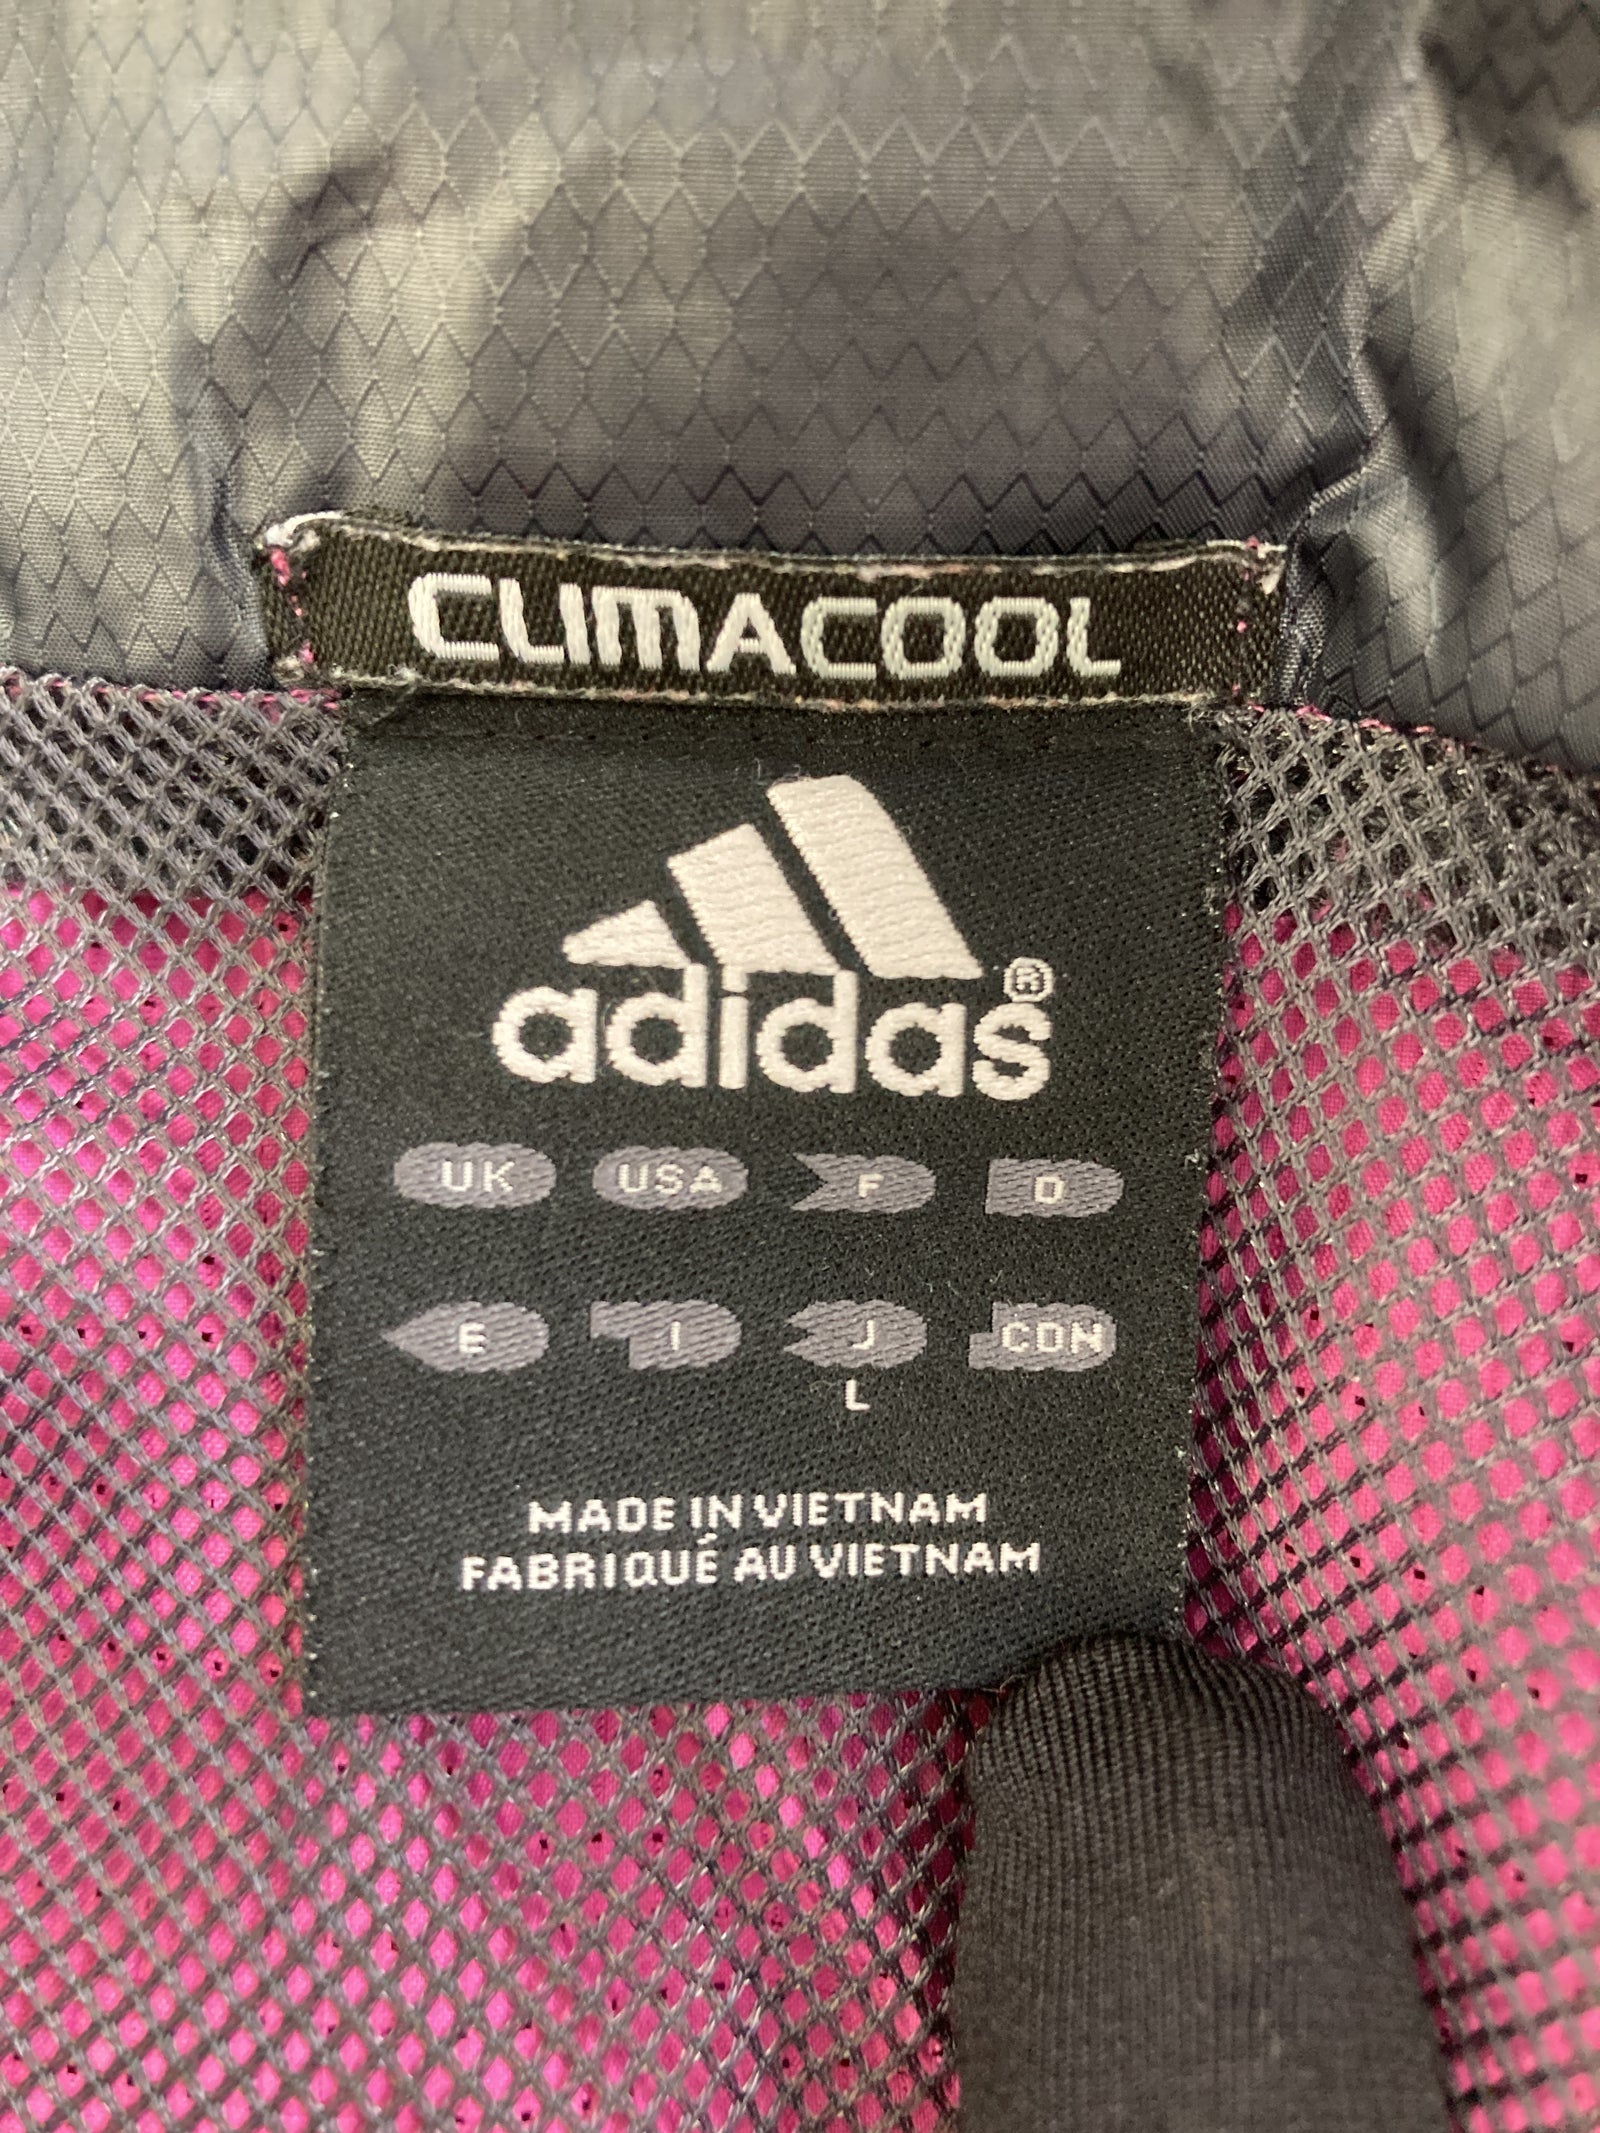 CLIMACOOL
adidas®
UK USA F D
E I J CDN
L
MADE IN VIETNAM
FABRIQUÉ AU VIETNAM